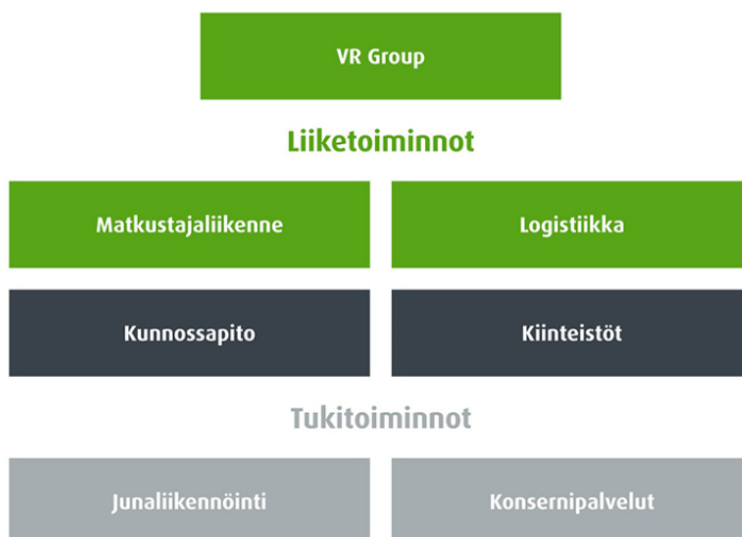 VR Group
Liiketoiminnot
Matkustajaliikenne
Logistiikka
Kunnossapito
Kiinteistöt
Tukitoiminnot
Junaliikennöinti
Konsernipalvelut